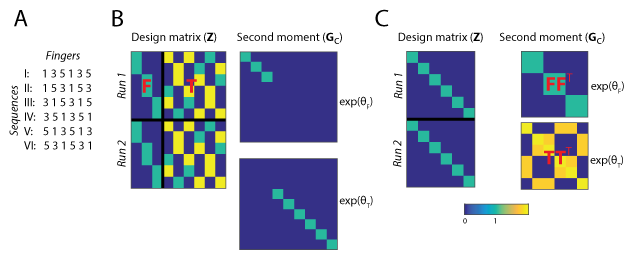 A
Fingers
Sequences
I: 1 3 5 1 3 5
II: 1 5 3 1 5 3
III: 3 1 5 3 1 5
IV: 3 5 1 3 5 1
V: 5 1 3 5 1 3
VI: 5 3 1 5 3 1
B
Design matrix (Z)
Second moment (G_C)
Run 1
Run 2
F
T
exp(θ_F)
exp(θ_T)
C
Design matrix (Z)
Second moment (G_C)
Run 1
Run 2
FF^T
exp(θ_F)
TT^T
exp(θ_T)
0 1